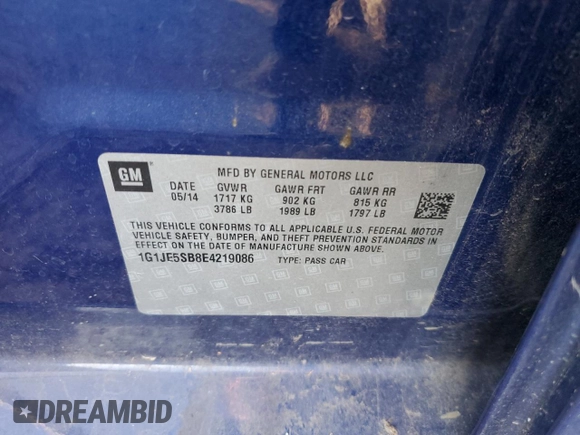 GM
MFD BY GENERAL MOTORS LLC
DATE GVWR GAWR FRT GAWR RR
05/14 1717 KG 902 KG 815 KG
3786 LB 1989 LB 1797 LB
THIS VEHICLE CONFORMS TO ALL APPLICABLE U.S. FEDERAL MOTOR
VEHICLE SAFETY, BUMPER, AND THEFT PREVENTION STANDARDS IN
EFFECT ON THE DATE OF MANUFACTURE SHOWN ABOVE.
1G1JE5SB8E4219086 TYPE: PASS CAR
DREAMBID